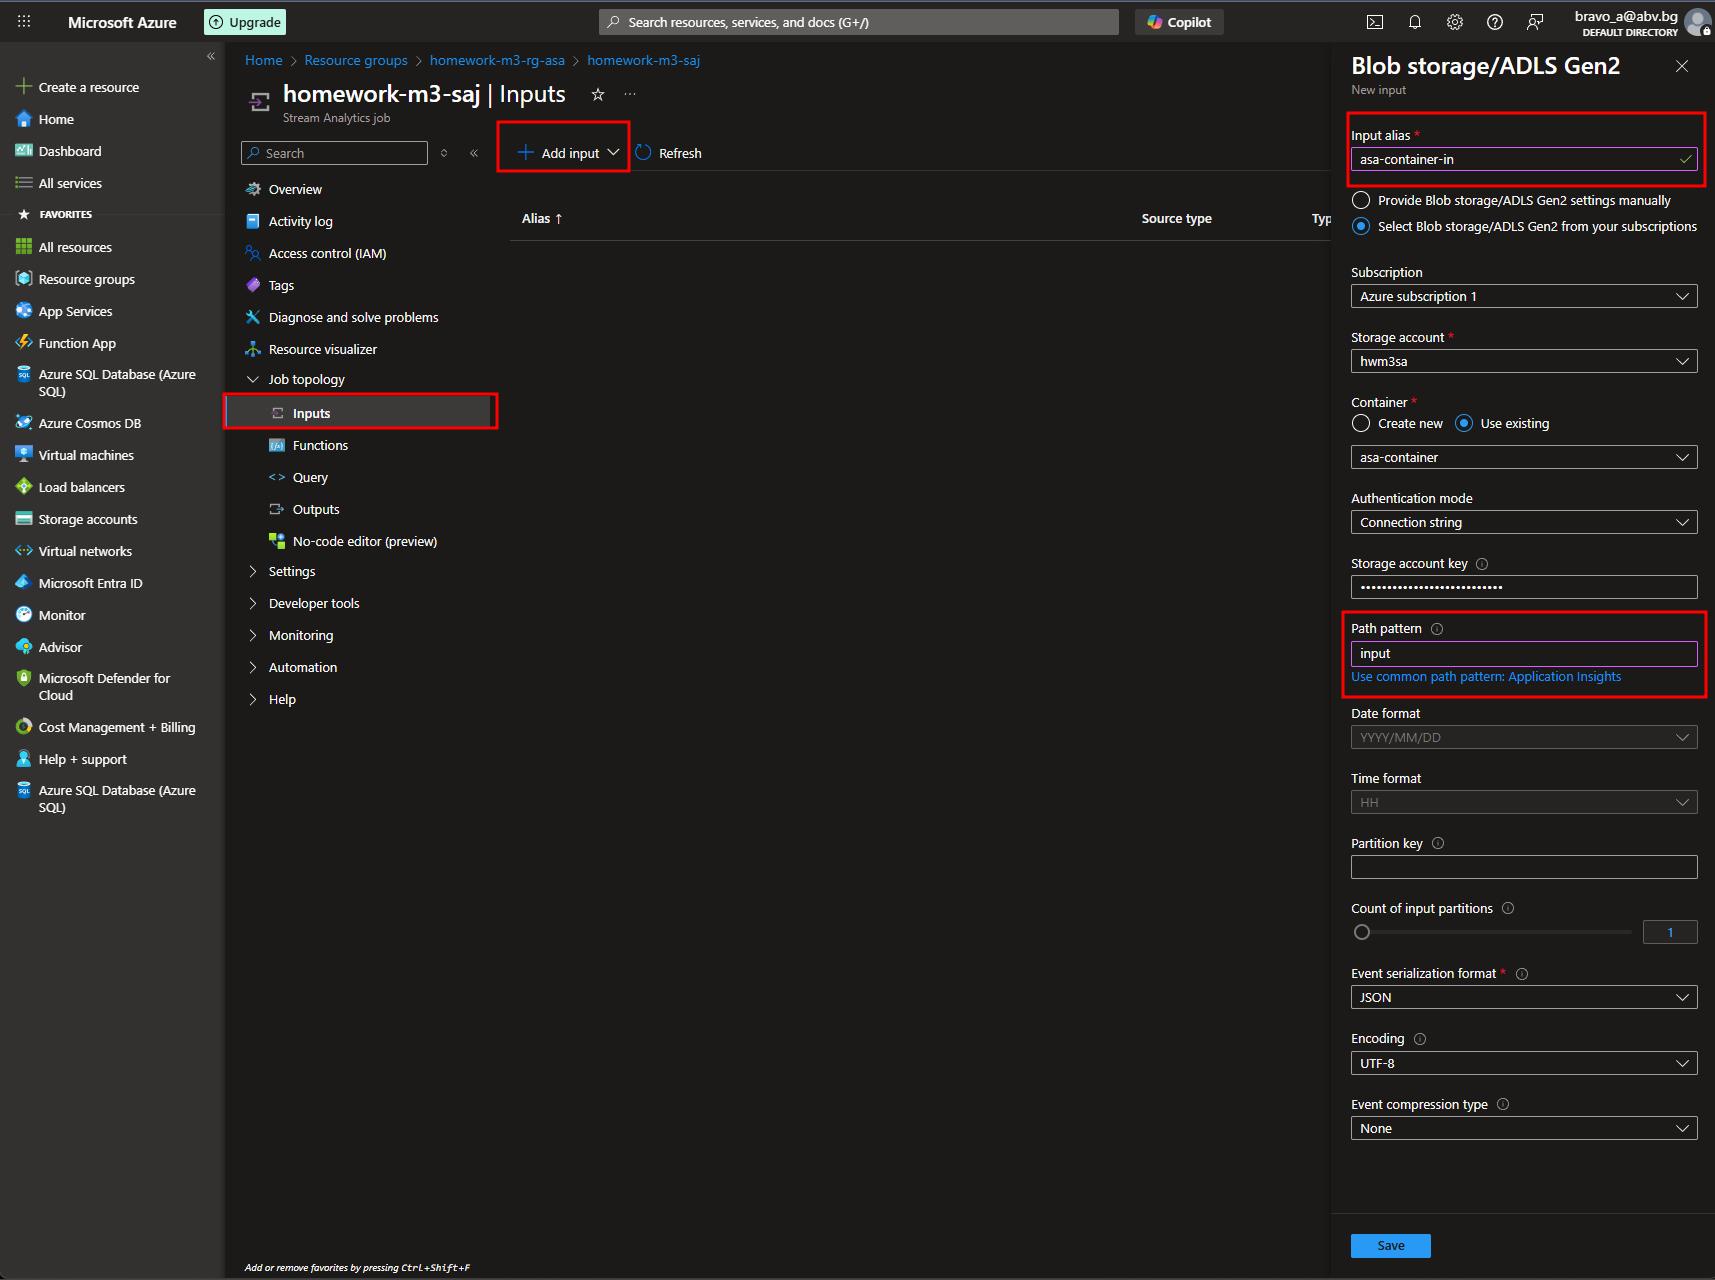 Microsoft Azure
Upgrade
Search resources, services, and docs (G+/)
Copilot
bravo_a@abv.bg
DEFAULT DIRECTORY
Create a resource
Home
Dashboard
All services
FAVORITES
All resources
Resource groups
App Services
Function App
Azure SQL Database (Azure
SQL)
Azure Cosmos DB
Virtual machines
Load balancers
Storage accounts
Virtual networks
Microsoft Entra ID
Monitor
Advisor
Microsoft Defender for
Cloud
Cost Management + Billing
Help + support
Azure SQL Database (Azure
SQL)
Home > Resource groups > homework-m3-rg-asa > homework-m3-saj
homework-m3-saj | Inputs
Stream Analytics job
Search
Overview
Activity log
Access control (IAM)
Tags
Diagnose and solve problems
Resource visualizer
Job topology
Inputs
Functions
Query
Outputs
No-code editor (preview)
Settings
Developer tools
Monitoring
Automation
Help
Add or remove favorites by pressing Ctrl+Shift+F
Add input
Refresh
Alias ↑
Source type
Typ
Blob storage/ADLS Gen2
New input
Input alias *
asa-container-in
Provide Blob storage/ADLS Gen2 settings manually
Select Blob storage/ADLS Gen2 from your subscriptions
Subscription
Azure subscription 1
Storage account *
hwm3sa
Container *
Create new
Use existing
asa-container
Authentication mode
Connection string
Storage account key
Path pattern
input
Use common path pattern: Application Insights
Date format
YYYY/MM/DD
Time format
HH
Partition key
Count of input partitions
1
Event serialization format *
JSON
Encoding
UTF-8
Event compression type
None
Save